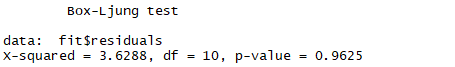 Box-Ljung test
data:  fit$residuals
X-squared = 3.6288, df = 10, p-value = 0.9625